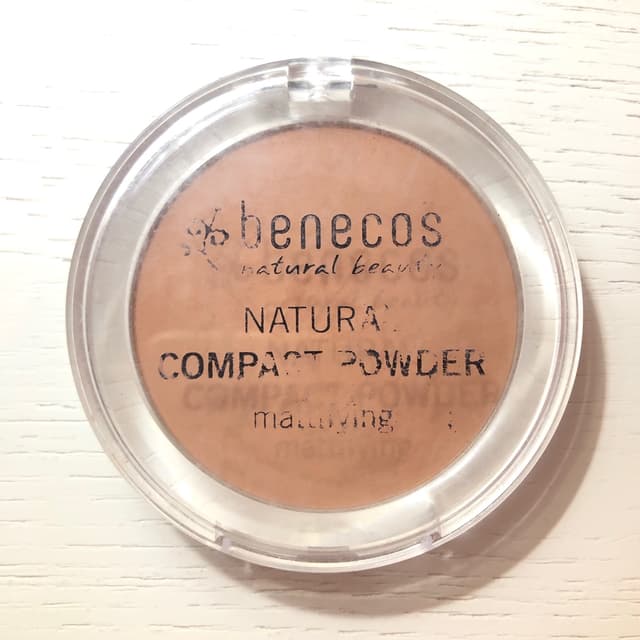 benecos
natural beauty
NATURAL
COMPACT POWDER
mattifying